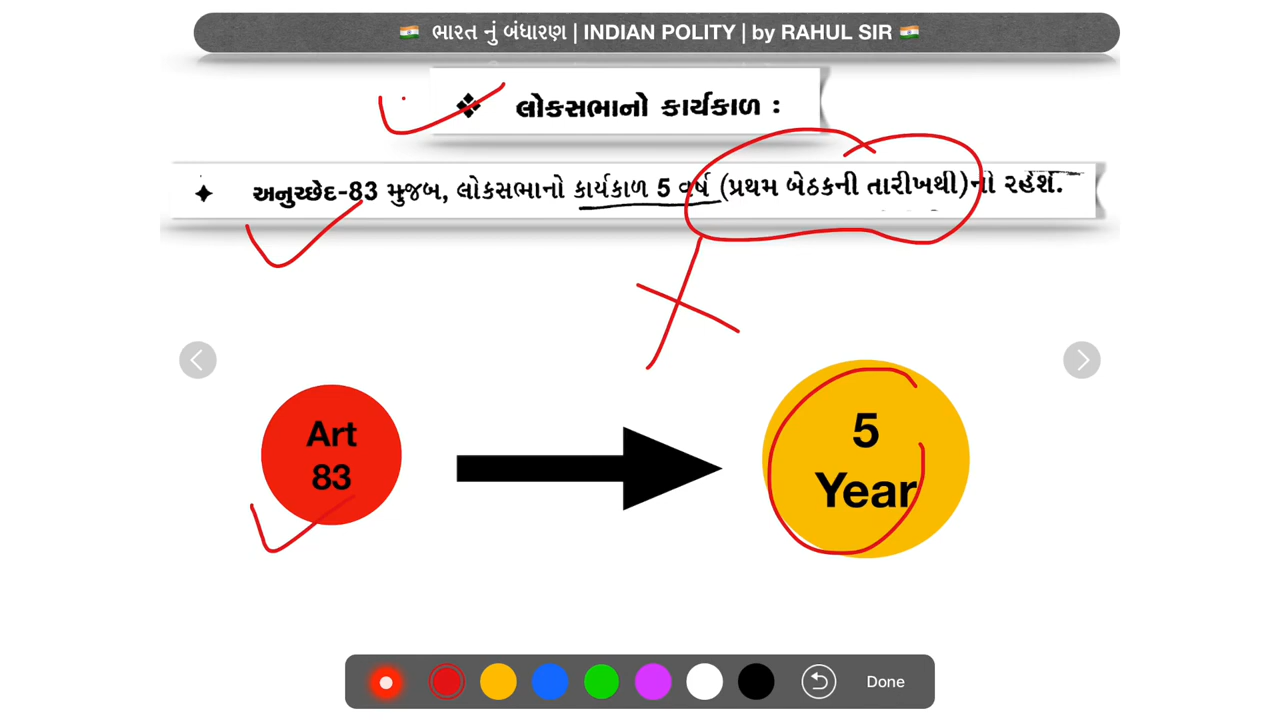 🇮🇳 ભારત નું બંધારણ | INDIAN POLITY | by RAHUL SIR 🇮🇳
❖ લોકસભાનો કાર્યકાળ :
✦ અનુચ્છેદ-83 મુજબ, લોકસભાનો કાર્યકાળ 5 વર્ષ (પ્રથમ બેઠકની તારીખથી)નો રહેશે.
Art
83
5
Year
Done